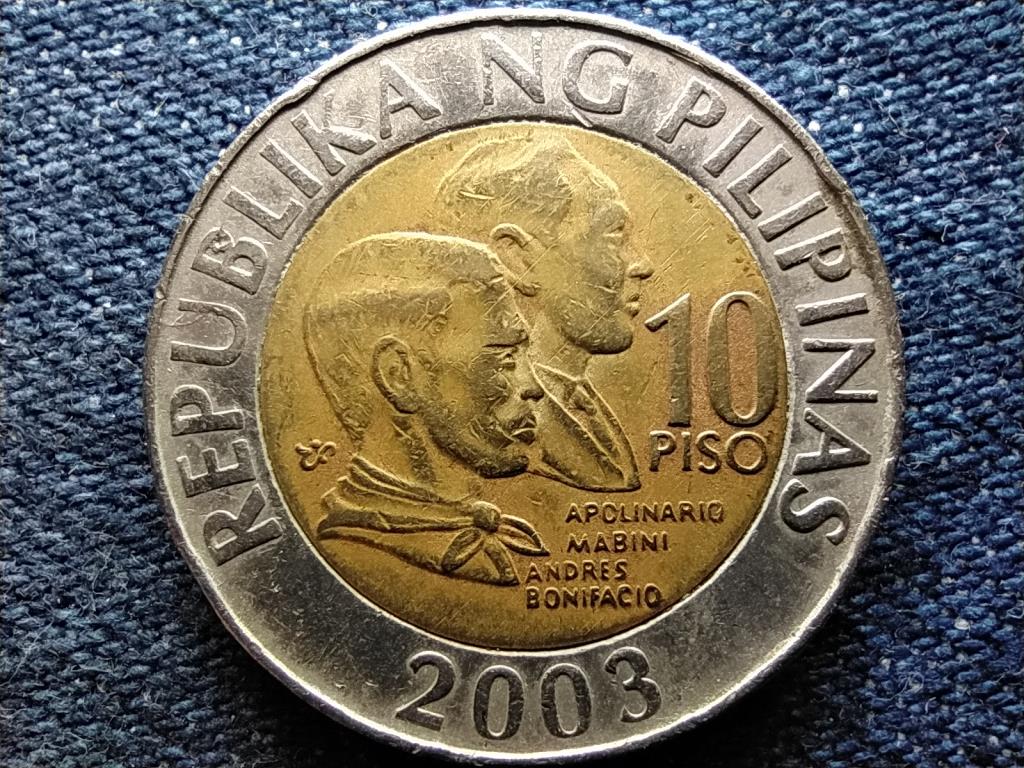 REPUBLIKA NG PILIPINAS
10
PISO
APOLINARIO
MABINI
ANDRES
BONIFACIO
2003